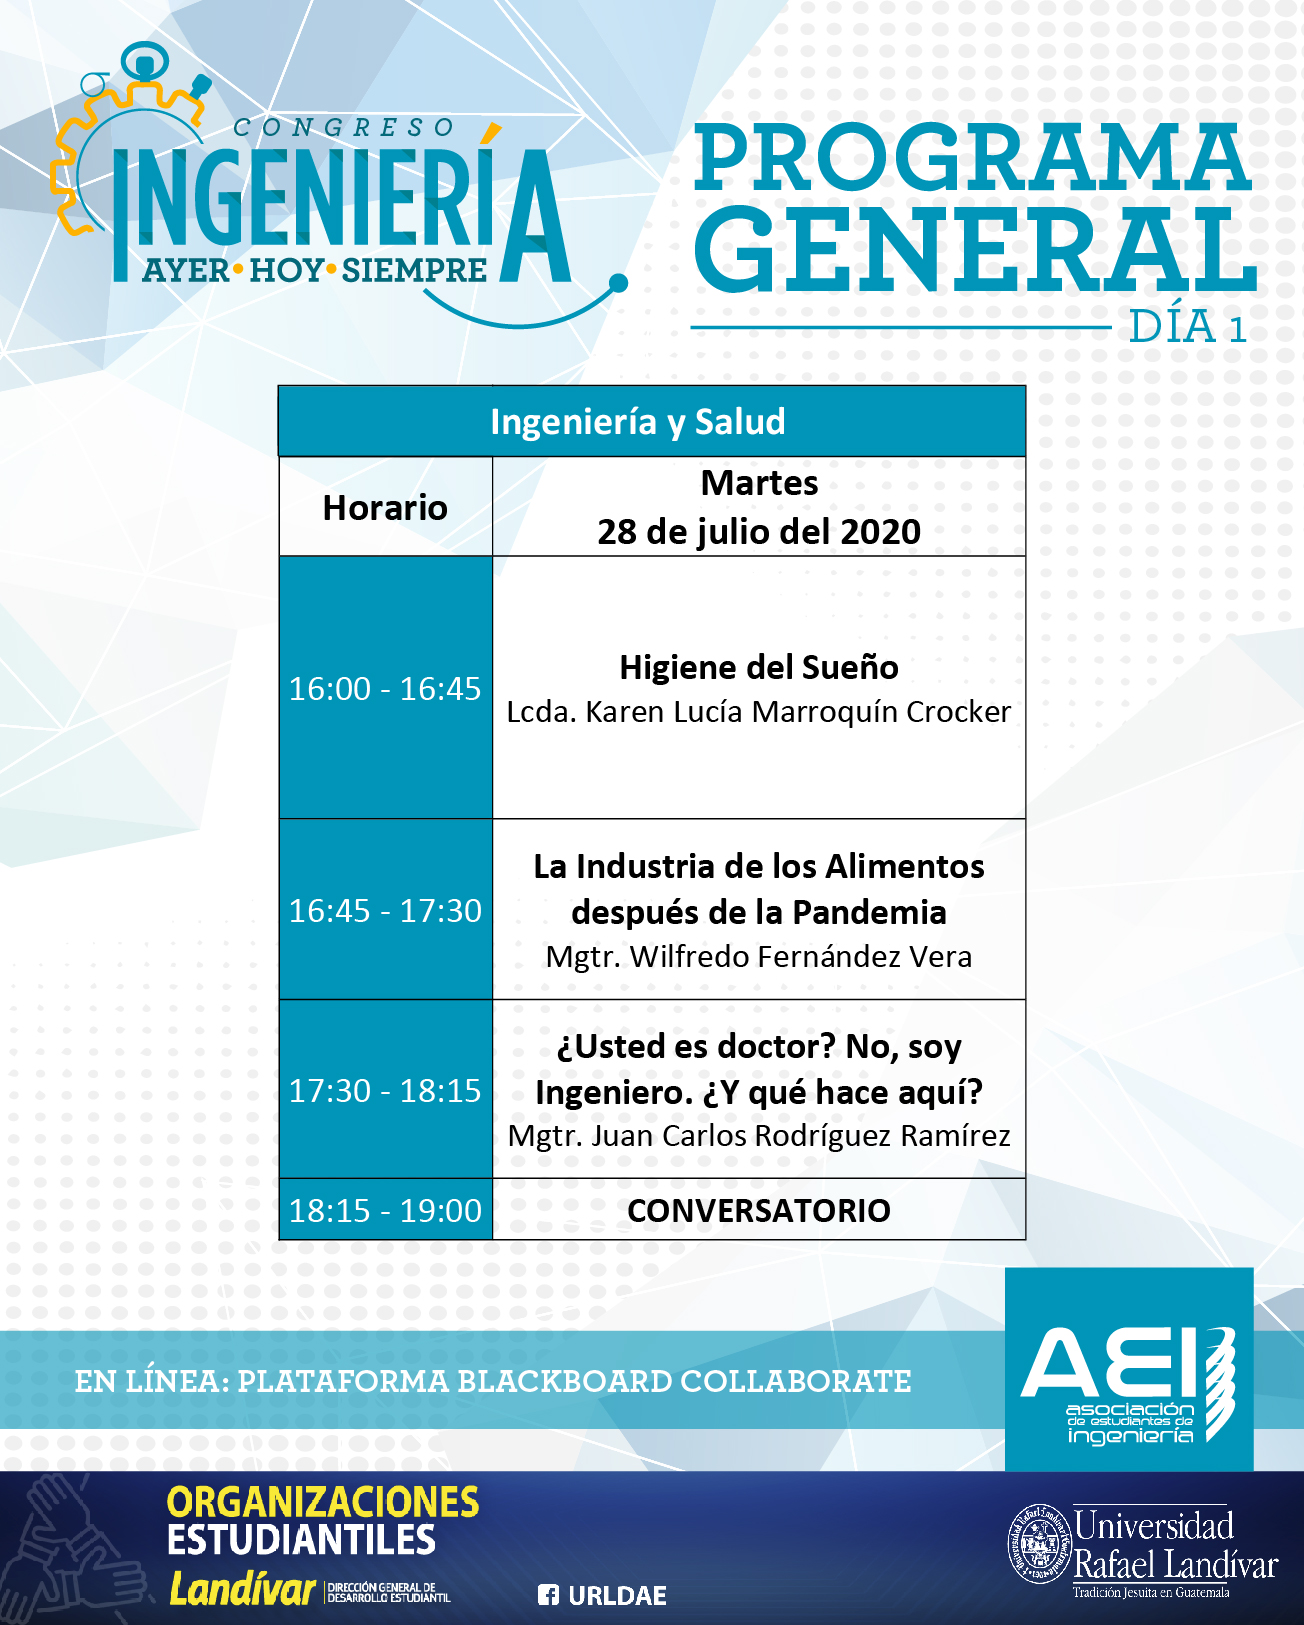 CONGRESO
INGENIERÍA
AYER • HOY • SIEMPRE
PROGRAMA
GENERAL
DÍA 1
Ingeniería y Salud
Horario
Martes
28 de julio del 2020
16:00 - 16:45
Higiene del Sueño
Lcda. Karen Lucía Marroquín Crocker
16:45 - 17:30
La Industria de los Alimentos
después de la Pandemia
Mgtr. Wilfredo Fernández Vera
17:30 - 18:15
¿Usted es doctor? No, soy
Ingeniero. ¿Y qué hace aquí?
Mgtr. Juan Carlos Rodríguez Ramírez
18:15 - 19:00
CONVERSATORIO
EN LÍNEA: PLATAFORMA BLACKBOARD COLLABORATE
AEI
asociación
de estudiantes de
ingeniería
ORGANIZACIONES
ESTUDIANTILES
Landívar
DIRECCIÓN GENERAL DE
DESARROLLO ESTUDIANTIL
URLDAE
Universidad
Rafael Landívar
Tradición Jesuita en Guatemala